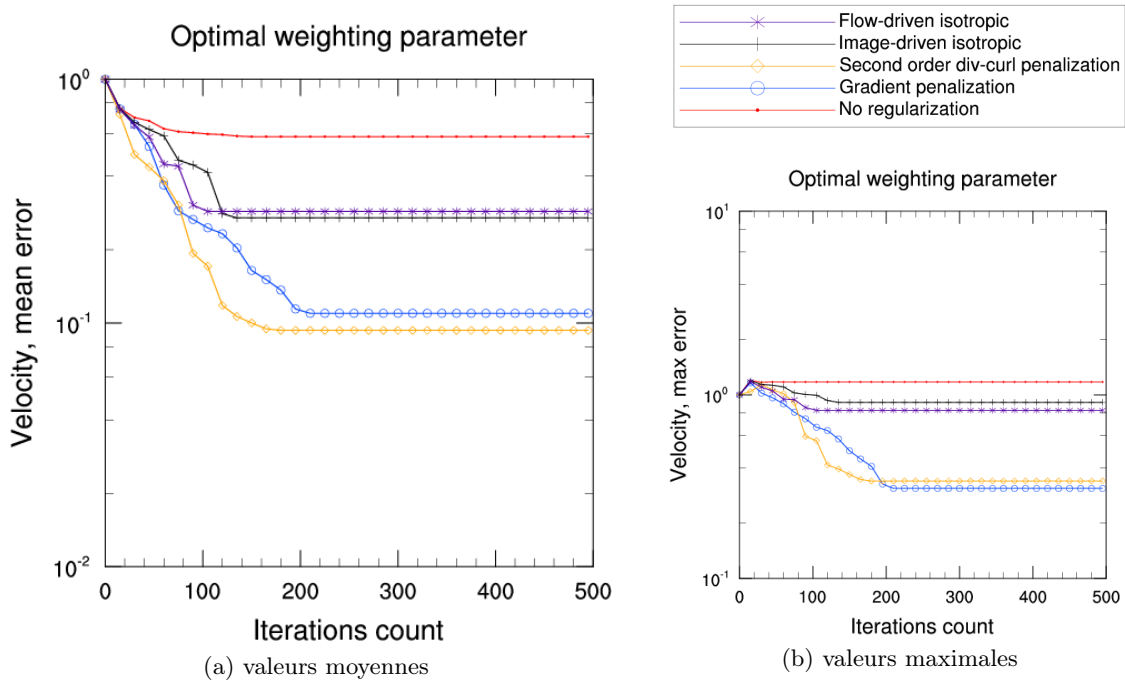 Optimal weighting parameter
10^0
10^-1
10^-2
Velocity, mean error
0 100 200 300 400 500
Iterations count
(a) valeurs moyennes
Flow-driven isotropic
Image-driven isotropic
Second order div-curl penalization
Gradient penalization
No regularization
Optimal weighting parameter
10^1
10^0
10^-1
Velocity, max error
0 100 200 300 400 500
Iterations count
(b) valeurs maximales